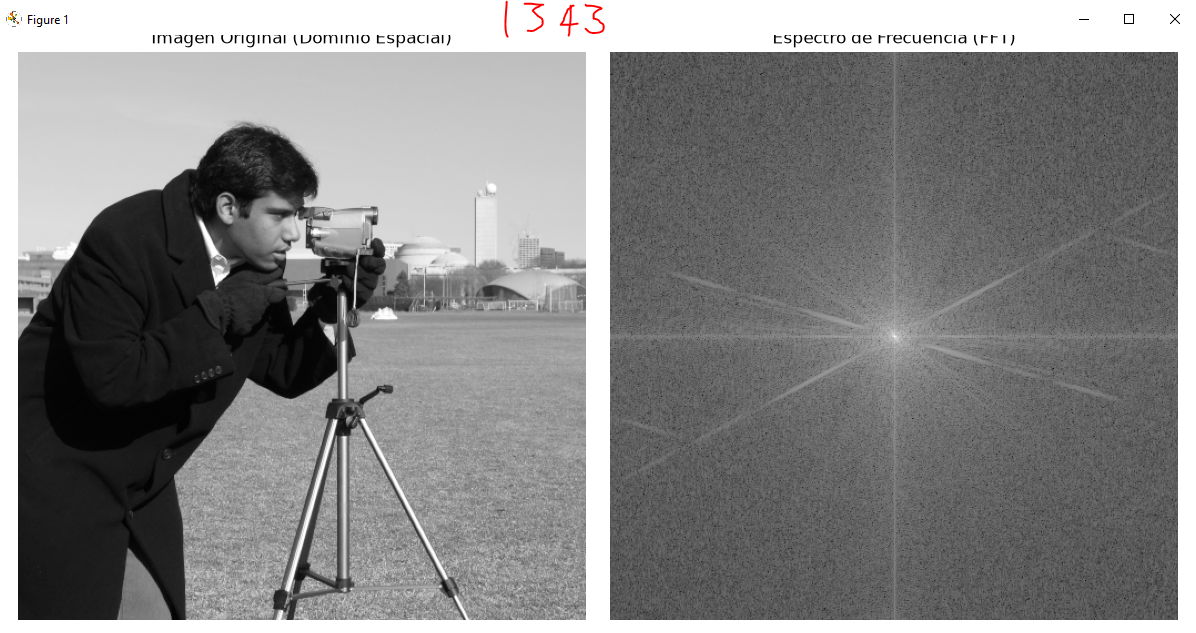 Figure 1
1343
Imagen Original (Dominio Espacial)
Espectro de Frecuencia (FFT)